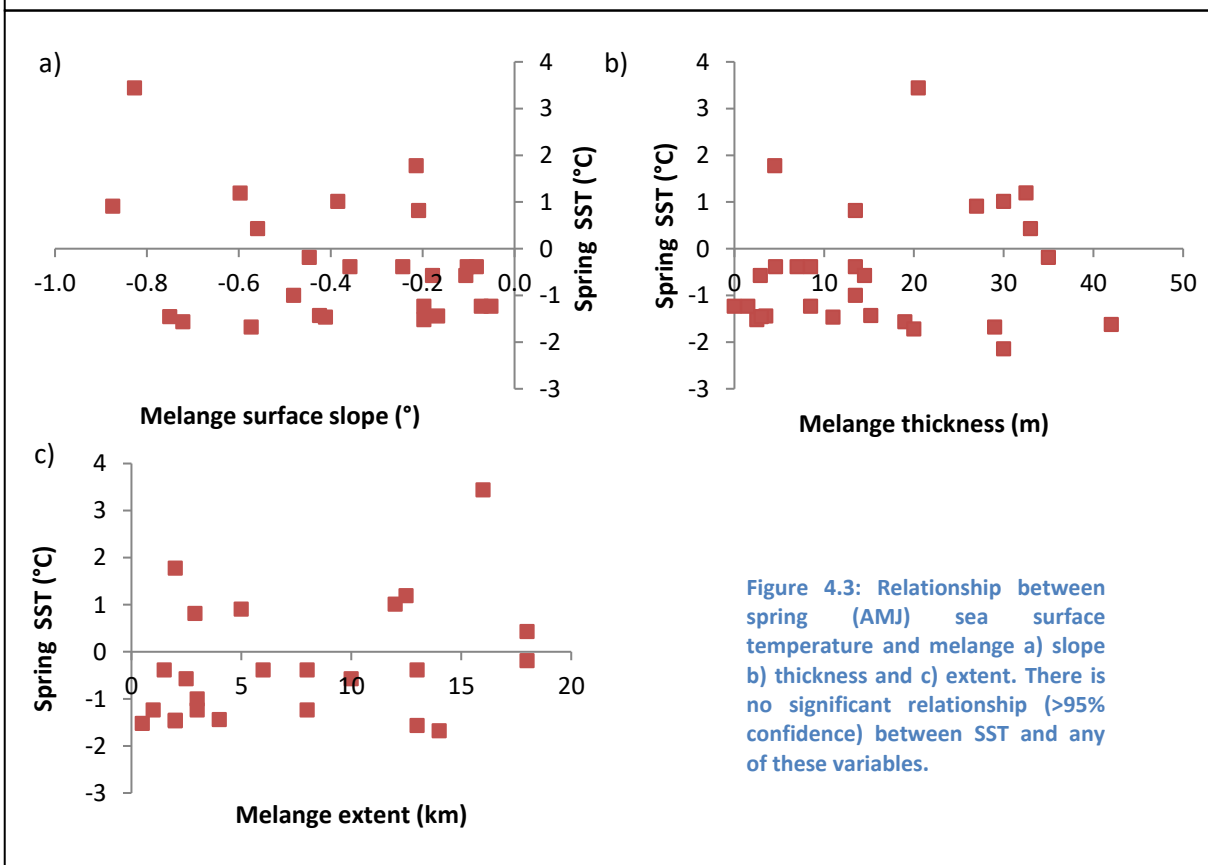 a)
4
3
2
1
0
-1
-2
-3
-1.0 -0.8 -0.6 -0.4 -0.2 0.0
Spring SST (°C)
Melange surface slope (°)
b)
4
3
2
1
0
-1
-2
-3
0 10 20 30 40 50
Spring SST (°C)
Melange thickness (m)
c)
4
3
2
1
0
-1
-2
-3
0 5 10 15 20
Spring SST (°C)
Melange extent (km)
Figure 4.3: Relationship between
spring (AMJ) sea surface
temperature and melange a) slope
b) thickness and c) extent. There is
no significant relationship (>95%
confidence) between SST and any
of these variables.